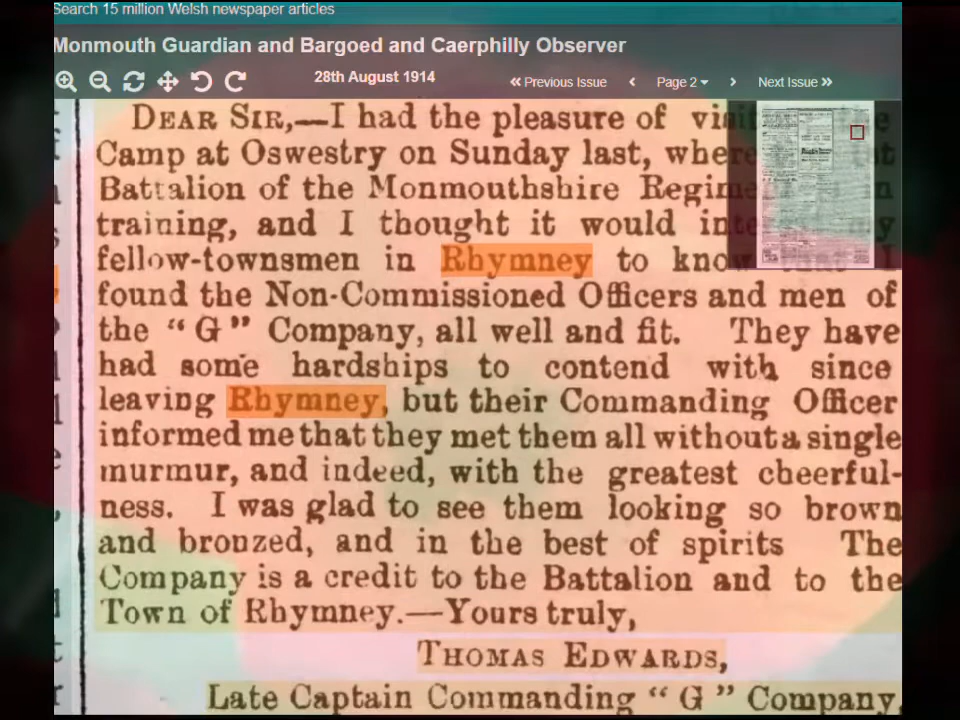 Search 15 million Welsh newspaper articles
Monmouth Guardian and Bargoed and Caerphilly Observer
28th August 1914
Previous Issue
Page 2
Next Issue
DEAR SIR,—I had the pleasure of
Camp at Oswestry on Sunday last,
Battalion of the Monmouthshire
training, and I thought it would
fellow-townsmen in Rhymney to
found the Non-Commissioned Officers and men of
the "G" Company, all well and fit. They have
had some hardships to contend with since
leaving Rhymney, but their Commanding Officer
informed me that they met them all without a single
murmur, and indeed, with the greatest cheerful-
ness. I was glad to see them looking so brown
and bronzed, and in the best of spirits The
Company is a credit to the Battalion and to the
Town of Rhymney.—Yours truly,
THOMAS EDWARDS,
Late Captain Commanding "G" Company,